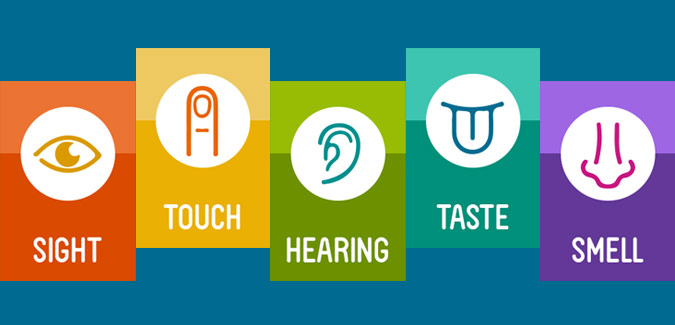 SIGHT
TOUCH
HEARING
TASTE
SMELL